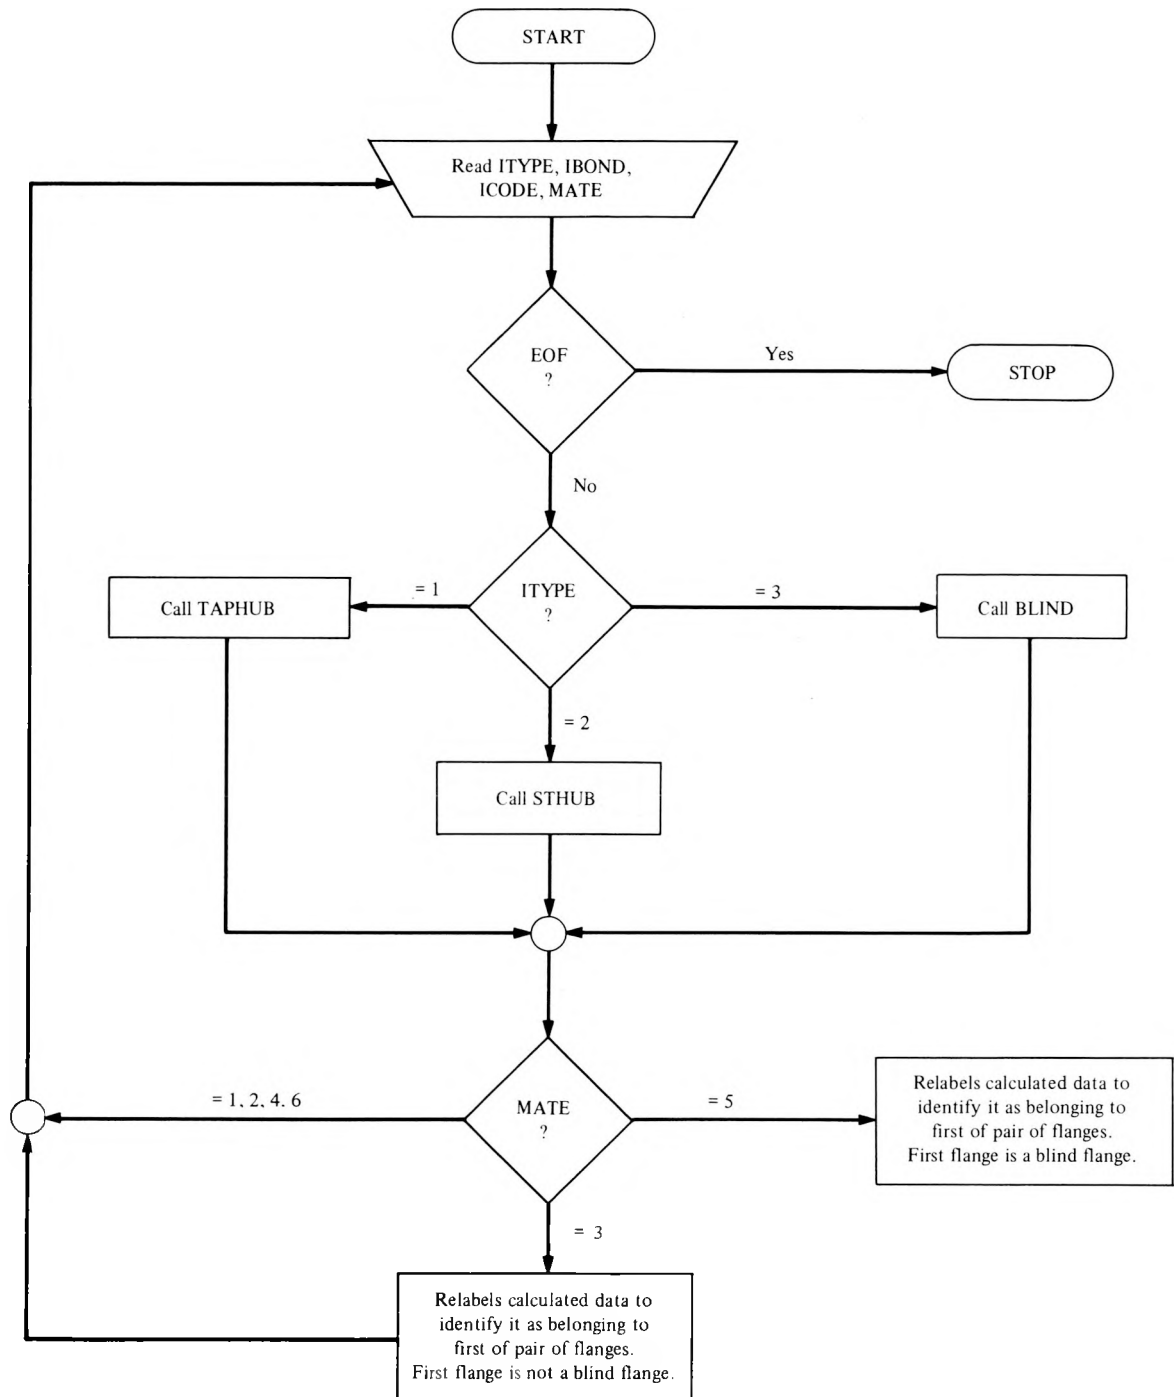 START
Read ITYPE, IBOND,
ICODE, MATE
EOF
?
Yes
STOP
No
Call TAPHUB
= 1
ITYPE
?
= 3
Call BLIND
= 2
Call STHUB
= 1, 2, 4, 6
MATE
?
= 5
Relabels calculated data to
identify it as belonging to
first of pair of flanges.
First flange is a blind flange.
= 3
Relabels calculated data to
identify it as belonging to
first of pair of flanges.
First flange is not a blind flange.